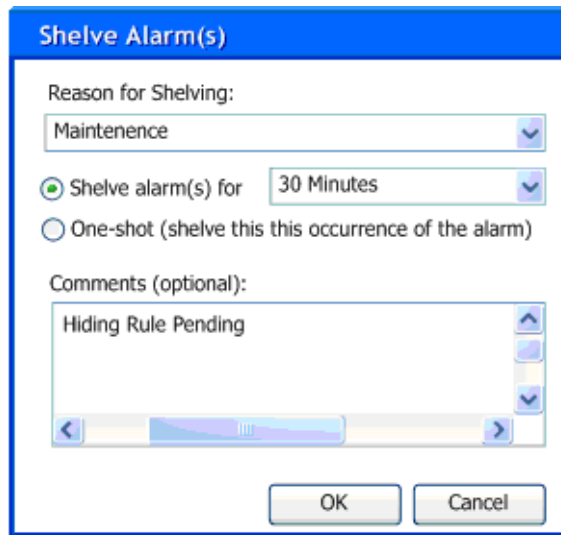 Shelve Alarm(s)
Reason for Shelving:
Maintenence
Shelve alarm(s) for 30 Minutes
One-shot (shelve this this occurrence of the alarm)
Comments (optional):
Hiding Rule Pending
OK Cancel